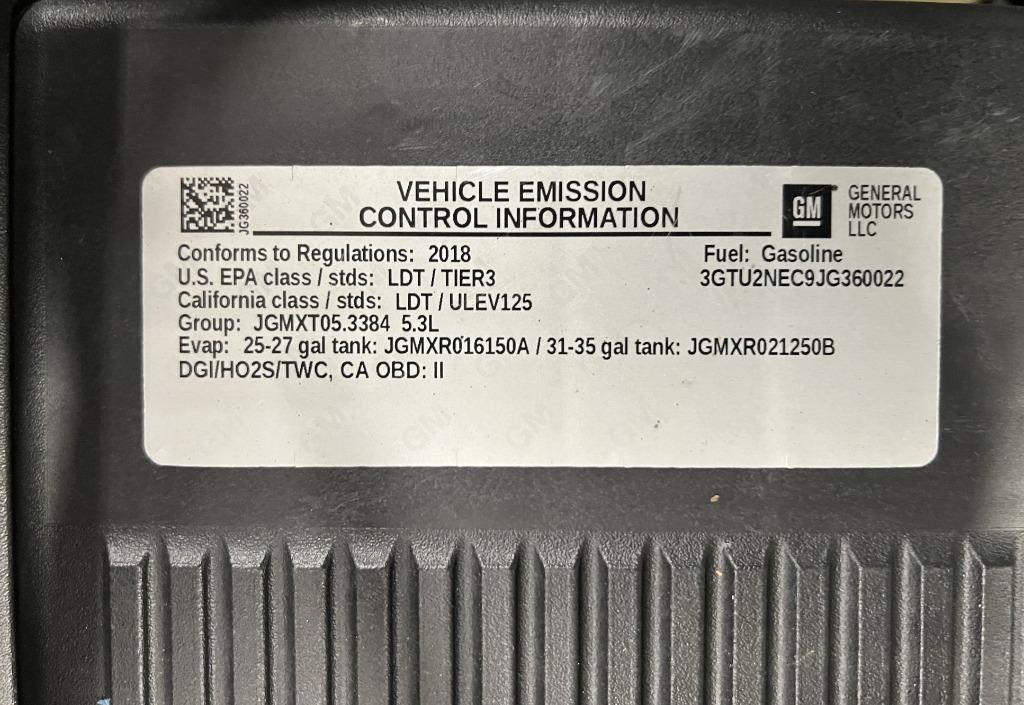 JG360022
VEHICLE EMISSION
CONTROL INFORMATION
GM
GENERAL
MOTORS
LLC
Conforms to Regulations: 2018
Fuel: Gasoline
U.S. EPA class / stds: LDT / TIER3
3GTU2NEC9JG360022
California class / stds: LDT / ULEV125
Group: JGMXT05.3384 5.3L
Evap: 25-27 gal tank: JGMXR016150A / 31-35 gal tank: JGMXR021250B
DGI/HO2S/TWC, CA OBD: II